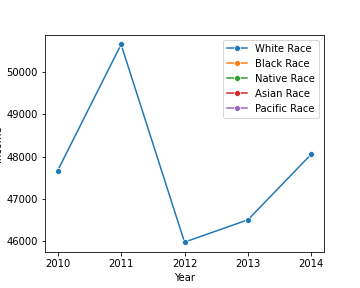 50000
49000
48000
47000
46000
2010 2011 2012 2013 2014
Year
White Race
Black Race
Native Race
Asian Race
Pacific Race